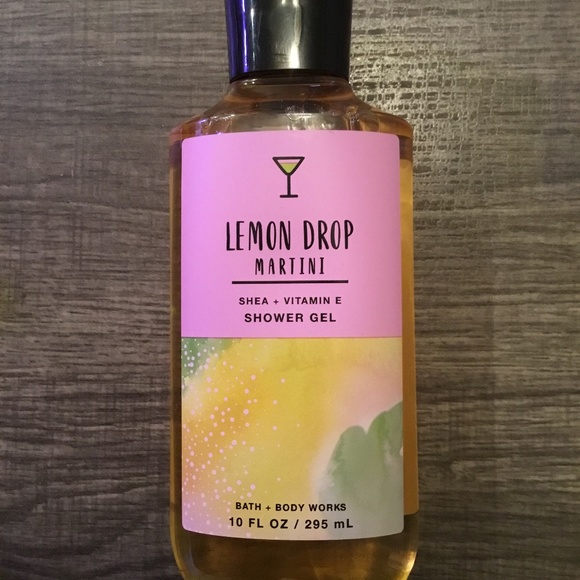 LEMON DROP
MARTINI
SHEA + VITAMIN E
SHOWER GEL
BATH + BODY WORKS
10 FL OZ / 295 mL